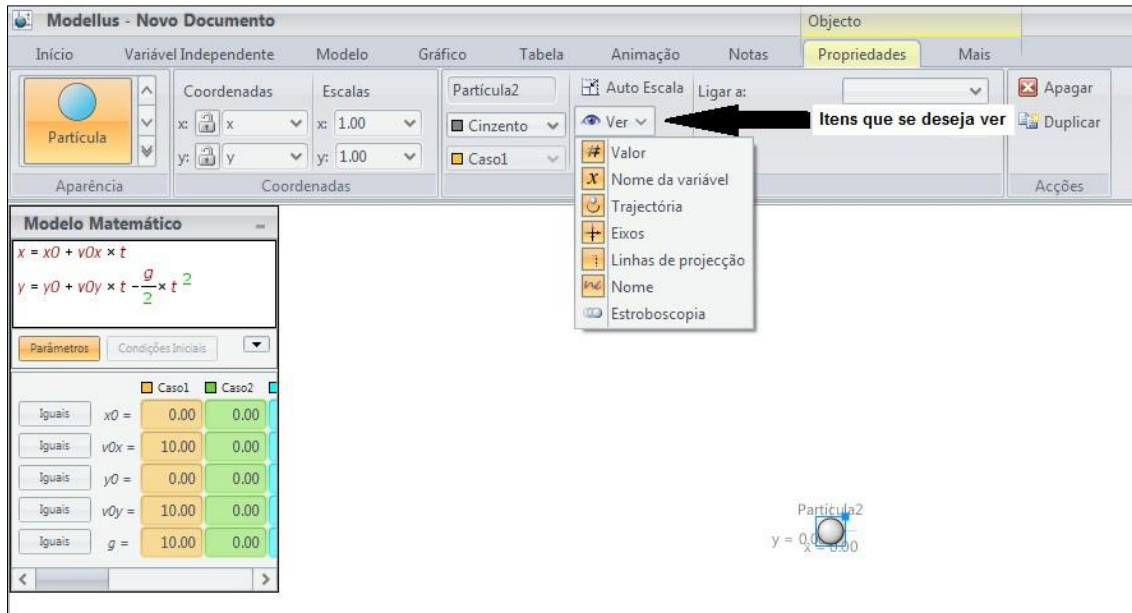 Modellus - Novo Documento
Objecto
Início Variável Independente Modelo Gráfico Tabela Animação Notas Propriedades Mais
Partícula
Aparência
Coordenadas Escalas
x: x x: 1.00
y: y y: 1.00
Coordenadas
Partícula2
Cinzento
Caso1
Auto Escala
Ver
Ligar a:
Itens que se deseja ver
Apagar
Duplicar
Acções
# Valor
x Nome da variável
Trajectória
Eixos
Linhas de projecção
Nome
Estroboscopia
Modelo Matemático
x = x0 + v0x × t
y = y0 + v0y × t - g/2 × t 2
Parâmetros Condições Iniciais
Caso1 Caso2
Iguais x0 = 0.00 0.00
Iguais v0x = 10.00 0.00
Iguais y0 = 0.00 0.00
Iguais v0y = 10.00 0.00
Iguais g = 10.00 0.00
Partícula2
y = 0.00
x = 0.00